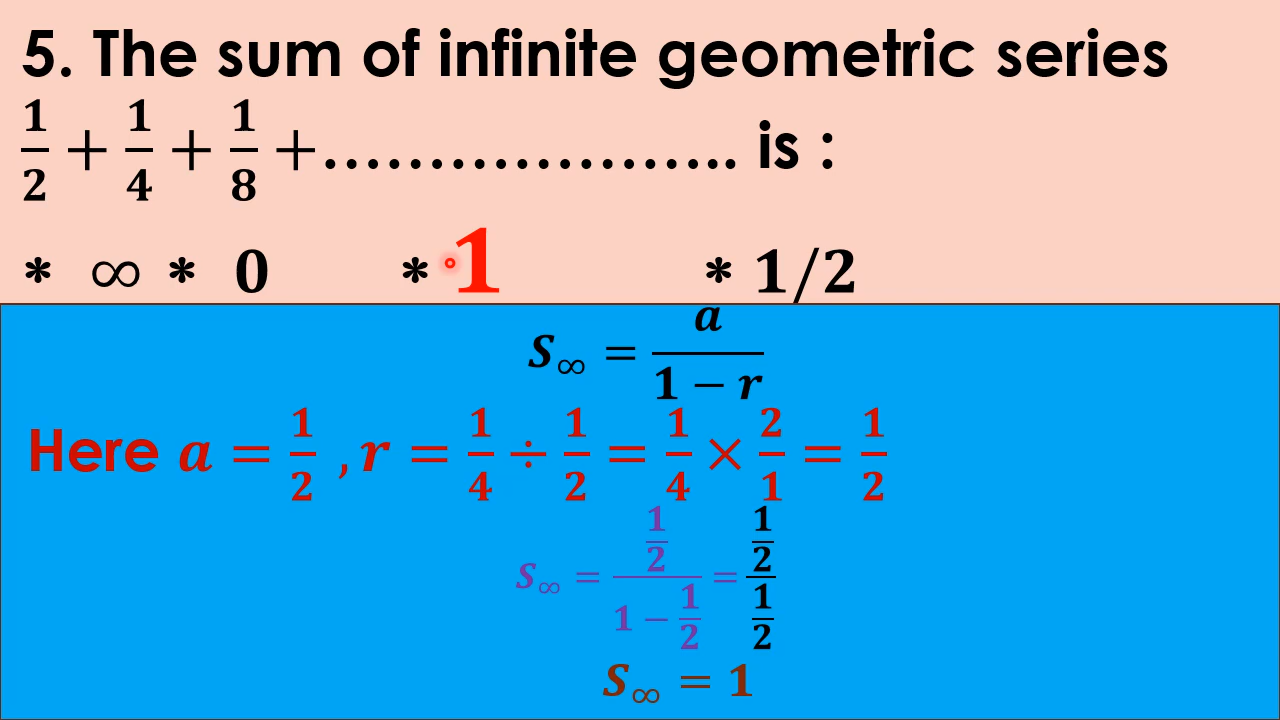 5. The sum of infinite geometric series
1/2 + 1/4 + 1/8 +.................... is :
* ∞ * 0 * 1 * 1/2
S∞ = a/(1 − r)
Here a = 1/2 , r = 1/4 ÷ 1/2 = 1/4 × 2/1 = 1/2
S∞ = (1/2)/(1 − 1/2) = (1/2)/(1/2)
S∞ = 1